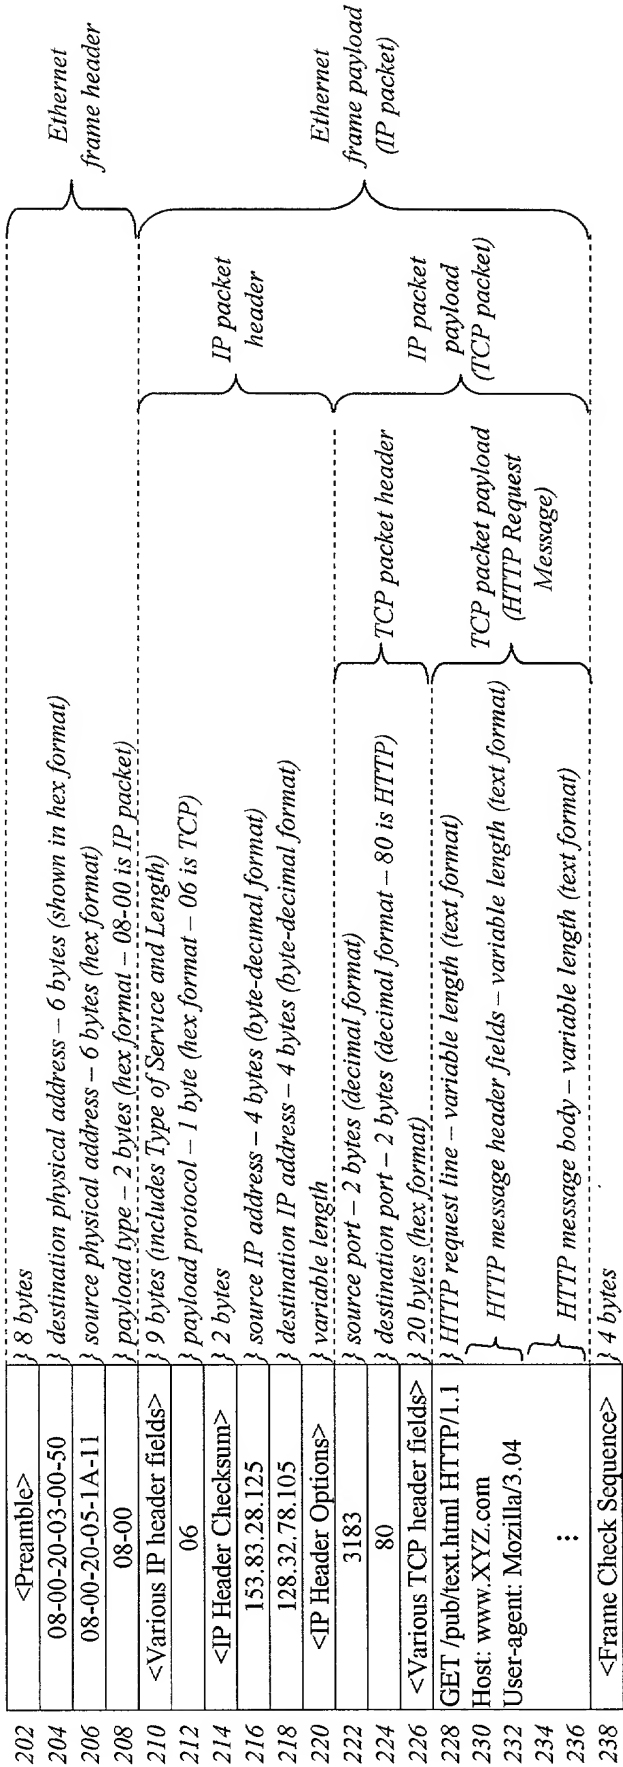 202 <Preamble> } 8 bytes
204 08-00-20-03-00-50 } destination physical address – 6 bytes (shown in hex format)
206 08-00-20-05-1A-11 } source physical address – 6 bytes (hex format)
208 08-00 } payload type – 2 bytes (hex format – 08-00 is IP packet)
Ethernet
frame header
210 <Various IP header fields> } 9 bytes (includes Type of Service and Length)
212 06 } payload protocol – 1 byte (hex format – 06 is TCP)
214 <IP Header Checksum> } 2 bytes
216 153.83.28.125 } source IP address – 4 bytes (byte-decimal format)
218 128.32.78.105 } destination IP address – 4 bytes (byte-decimal format)
220 <IP Header Options> } variable length
IP packet
header
222 3183 } source port – 2 bytes (decimal format)
224 80 } destination port – 2 bytes (decimal format – 80 is HTTP)
226 <Various TCP header fields> } 20 bytes (hex format)
TCP packet header
228 GET /pub/text.html HTTP/1.1 } HTTP request line – variable length (text format)
230 Host: www.XYZ.com
HTTP message header fields – variable length (text format)
232 User-agent: Mozilla/3.04
234
236 ⋮
HTTP message body – variable length (text format)
TCP packet payload
(HTTP Request
Message)
IP packet
payload
(TCP packet)
Ethernet
frame payload
(IP packet)
238 <Frame Check Sequence> } 4 bytes